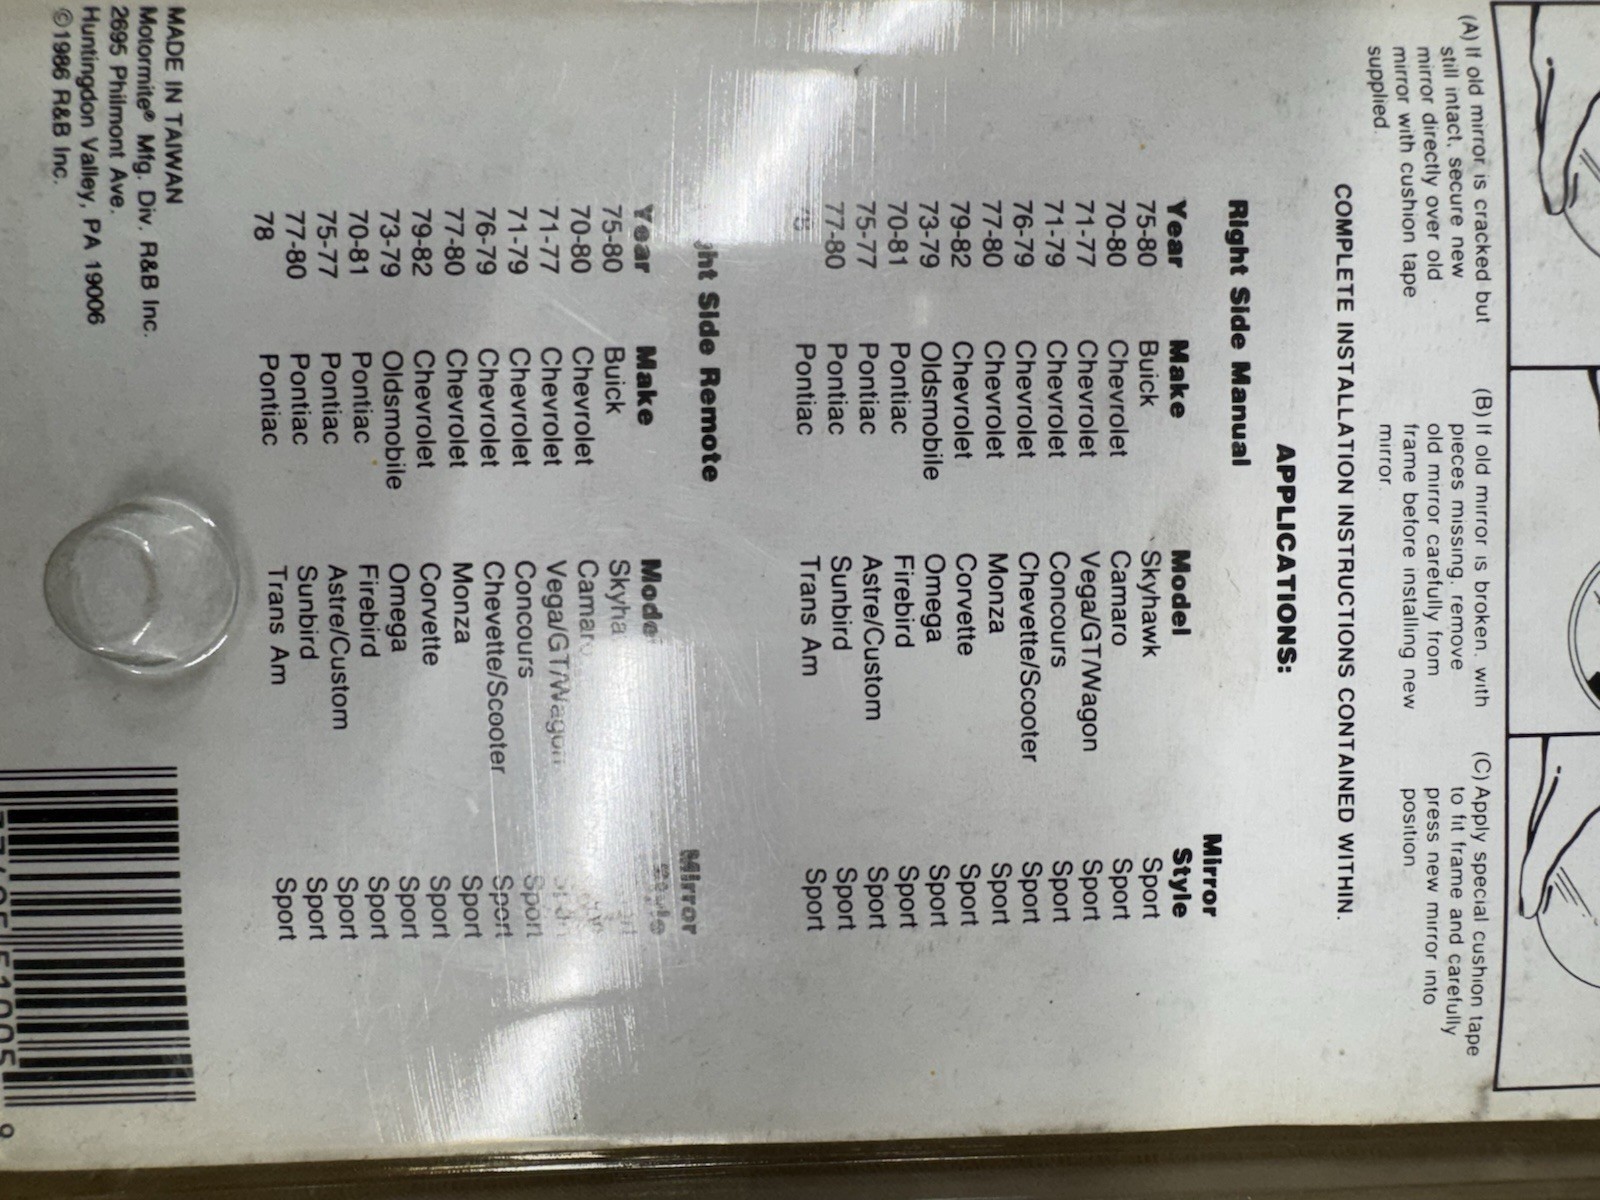 (A) If old mirror is cracked but
still intact, secure new
mirror directly over old
mirror with cushion tape
supplied.
(B) If old mirror is broken, with
pieces missing, remove
old mirror carefully from
frame before installing new
mirror.
(C) Apply special cushion tape
to fit frame and carefully
press new mirror into
position
COMPLETE INSTALLATION INSTRUCTIONS CONTAINED WITHIN.
APPLICATIONS:
Right Side Manual
Year Make Model Mirror Style
75-80 Buick Skyhawk Sport
70-80 Chevrolet Camaro Sport
71-77 Chevrolet Vega/GT/Wagon Sport
71-79 Chevrolet Concours Sport
76-79 Chevrolet Chevette/Scooter Sport
77-80 Chevrolet Monza Sport
79-82 Chevrolet Corvette Sport
73-79 Oldsmobile Omega Sport
70-81 Pontiac Firebird Sport
75-77 Pontiac Astre/Custom Sport
77-80 Pontiac Sunbird Sport
Pontiac Trans Am Sport
Side Remote
Year Make Model Mirror Style
75-80 Buick
70-80 Chevrolet Camaro
71-77 Chevrolet Vega/GT/Wagon
71-79 Chevrolet Concours Sport
76-79 Chevrolet Chevette/Scooter Sport
77-80 Chevrolet Monza Sport
79-82 Chevrolet Corvette Sport
73-79 Oldsmobile Omega Sport
70-81 Pontiac Firebird Sport
75-77 Pontiac Astre/Custom Sport
77-80 Pontiac Sunbird Sport
78 Pontiac Trans Am Sport
MADE IN TAIWAN
Motormite® Mfg. Div. R&B Inc.
2695 Philmont Ave.
Huntingdon Valley, PA 19006
©1986 R&B Inc.